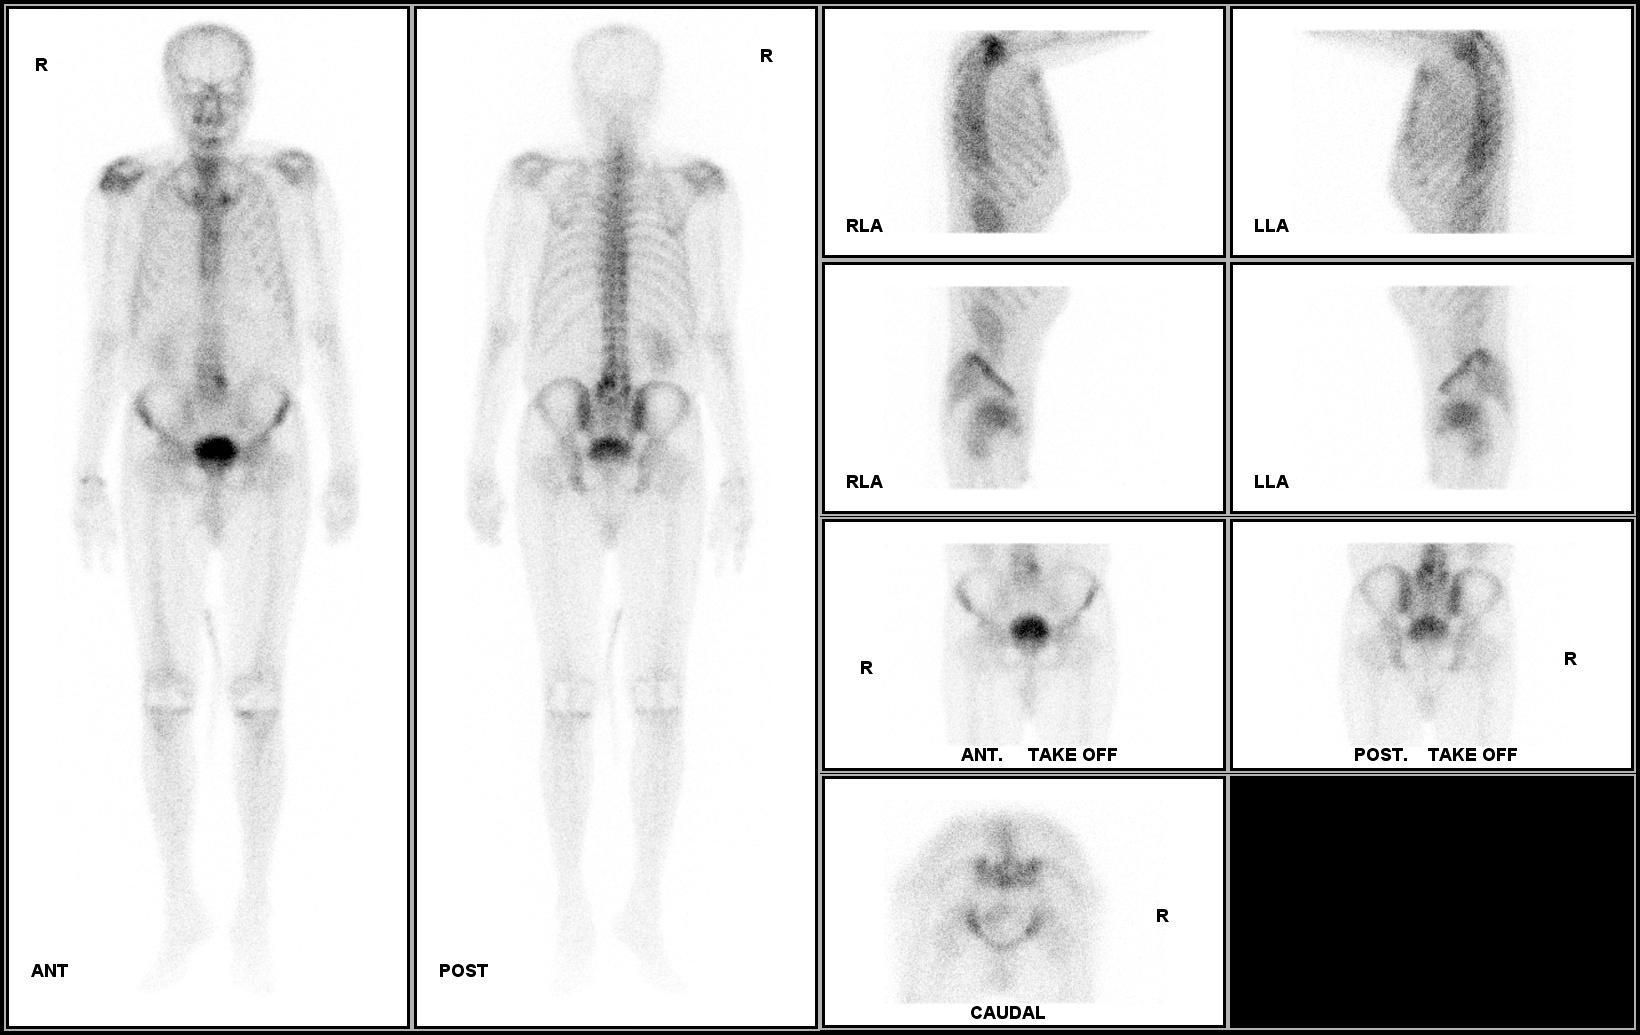 R
ANT
R
POST
RLA
LLA
RLA
LLA
R
ANT. TAKE OFF
R
POST. TAKE OFF
R
CAUDAL